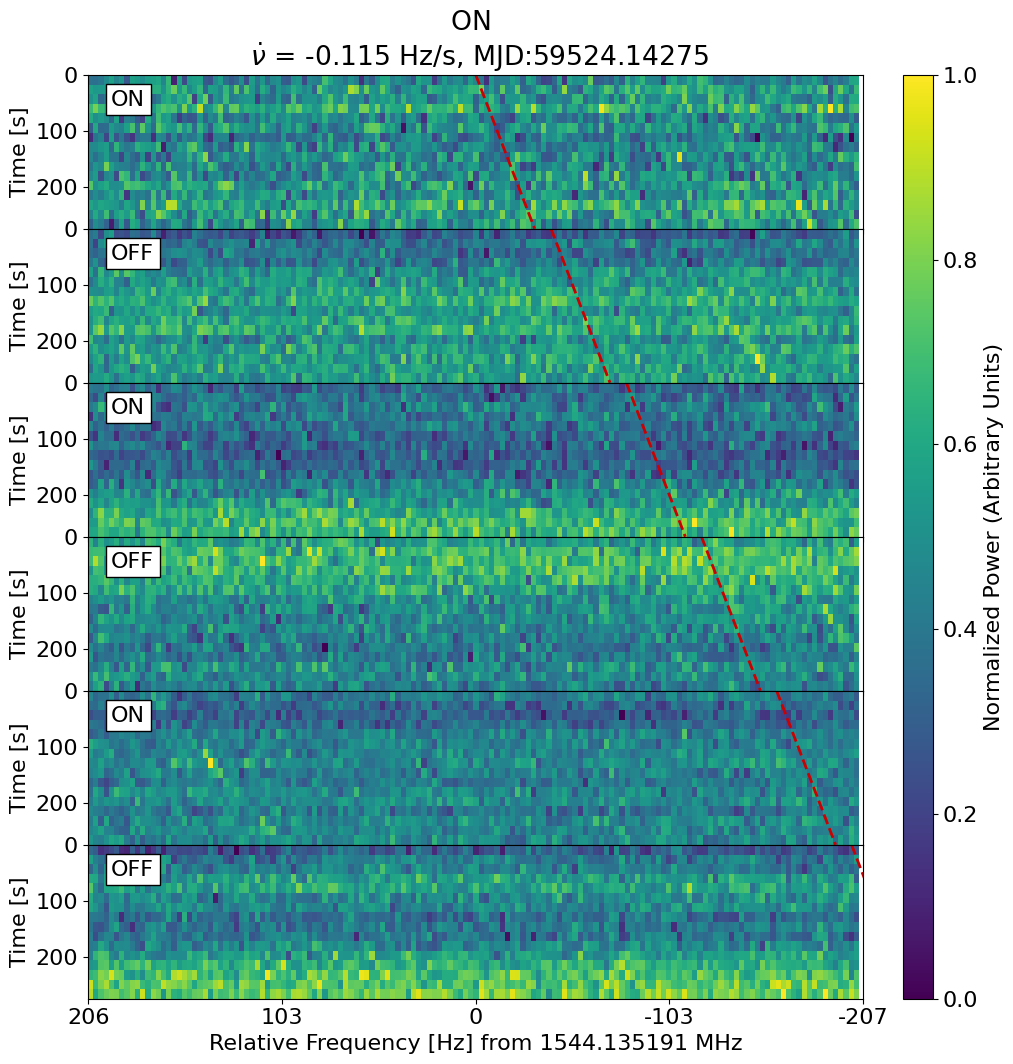 ON
ν̇ = -0.115 Hz/s, MJD:59524.14275
0
ON
100
Time [s]
200
0
OFF
100
Time [s]
200
0
ON
100
Time [s]
200
0
OFF
100
Time [s]
200
0
ON
100
Time [s]
200
0
OFF
100
Time [s]
200
206 103 0 -103 -207
Relative Frequency [Hz] from 1544.135191 MHz
1.0
0.8
0.6
0.4
0.2
0.0
Normalized Power (Arbitrary Units)